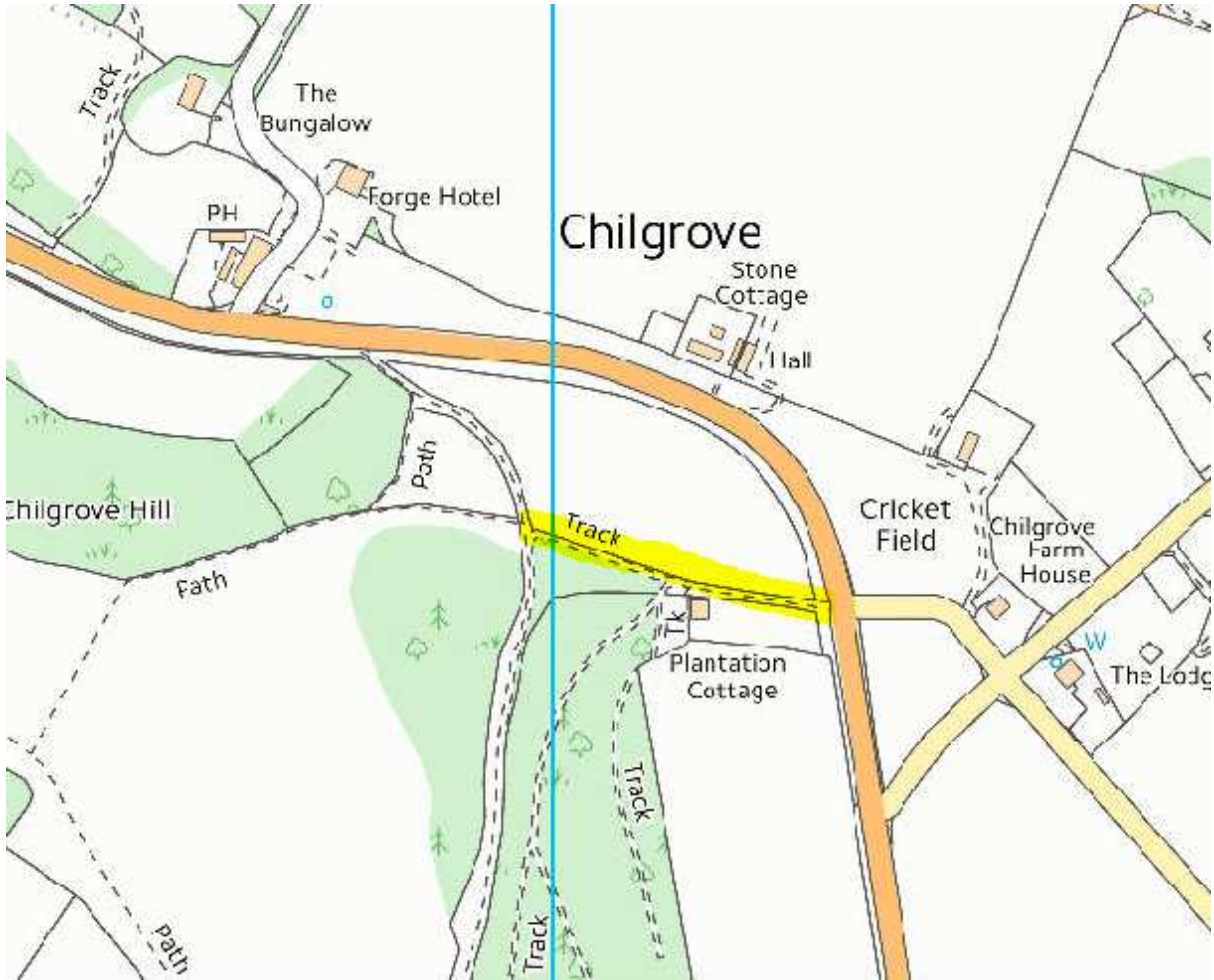 Track
The
Bungalow
Forge Hotel
PH
Chilgrove
Stone
Cottage
Hall
Path
Chilgrove Hill
Path
Track
Cricket
Field
Chilgrove
Farm
House
W
The Lodg
Tk
Plantation
Cottage
Track
Track
Path